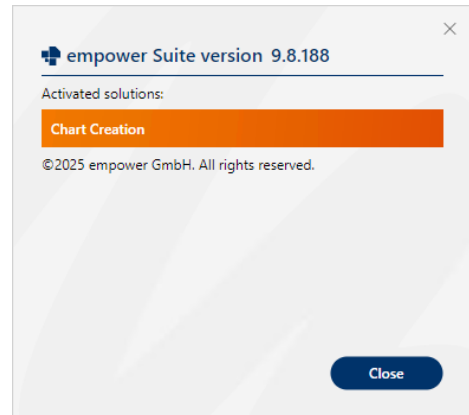 empower Suite version 9.8.188
Activated solutions:
Chart Creation
©2025 empower GmbH. All rights reserved.
Close